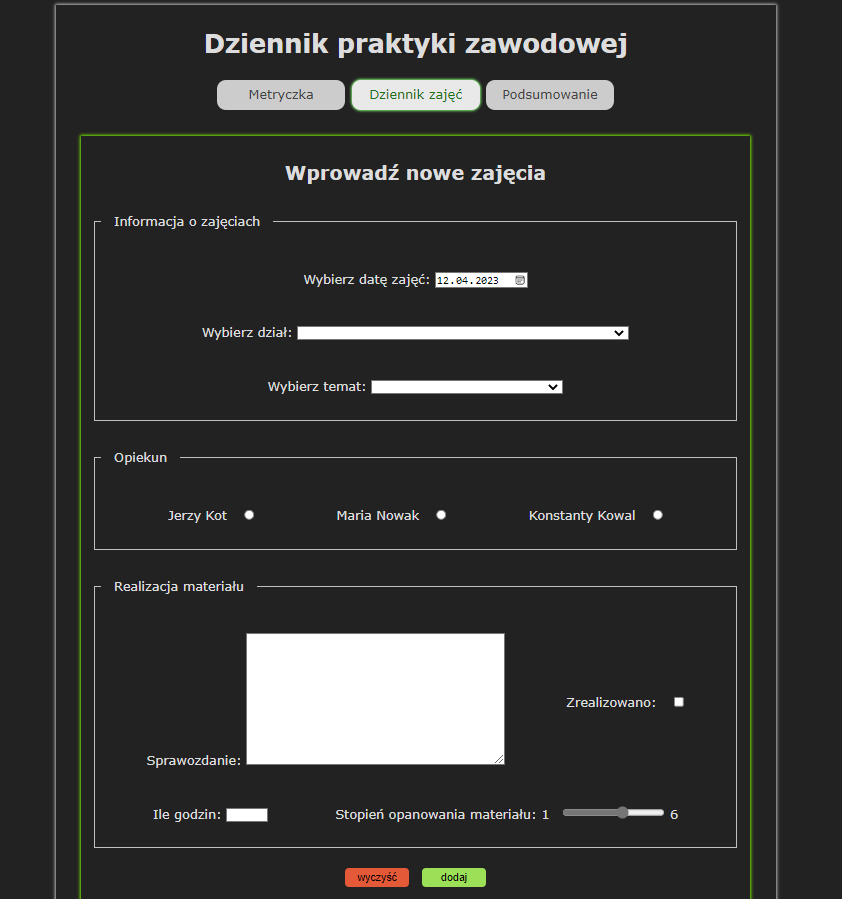 Dziennik praktyki zawodowej
Metryczka Dziennik zajęć Podsumowanie
Wprowadź nowe zajęcia
Informacja o zajęciach
Wybierz datę zajęć: 12.04.2023
Wybierz dział:
Wybierz temat:
Opiekun
Jerzy Kot Maria Nowak Konstanty Kowal
Realizacja materiału
Zrealizowano:
Sprawozdanie:
Ile godzin: Stopień opanowania materiału: 1 6
wyczyść dodaj